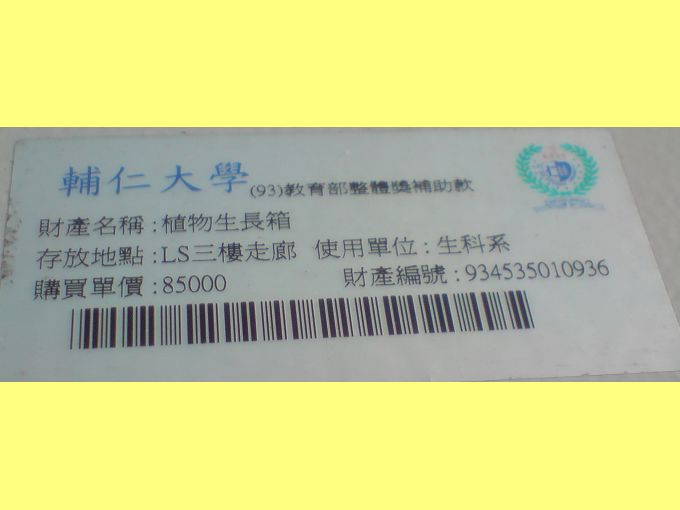 輔仁大學(93)教育部整體獎補助款
財產名稱:植物生長箱
存放地點:LS三樓走廊 使用單位:生科系
購買單價:85000 財產編號:934535010936